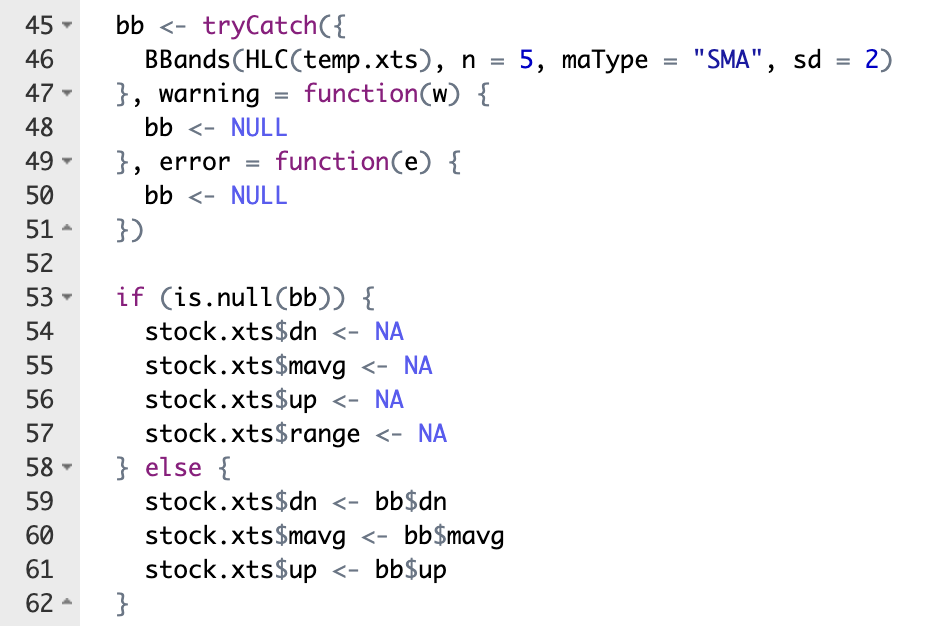 45 bb <- tryCatch({
46   BBands(HLC(temp.xts), n = 5, maType = "SMA", sd = 2)
47 }, warning = function(w) {
48   bb <- NULL
49 }, error = function(e) {
50   bb <- NULL
51 })
52
53 if (is.null(bb)) {
54   stock.xts$dn <- NA
55   stock.xts$mavg <- NA
56   stock.xts$up <- NA
57   stock.xts$range <- NA
58 } else {
59   stock.xts$dn <- bb$dn
60   stock.xts$mavg <- bb$mavg
61   stock.xts$up <- bb$up
62 }